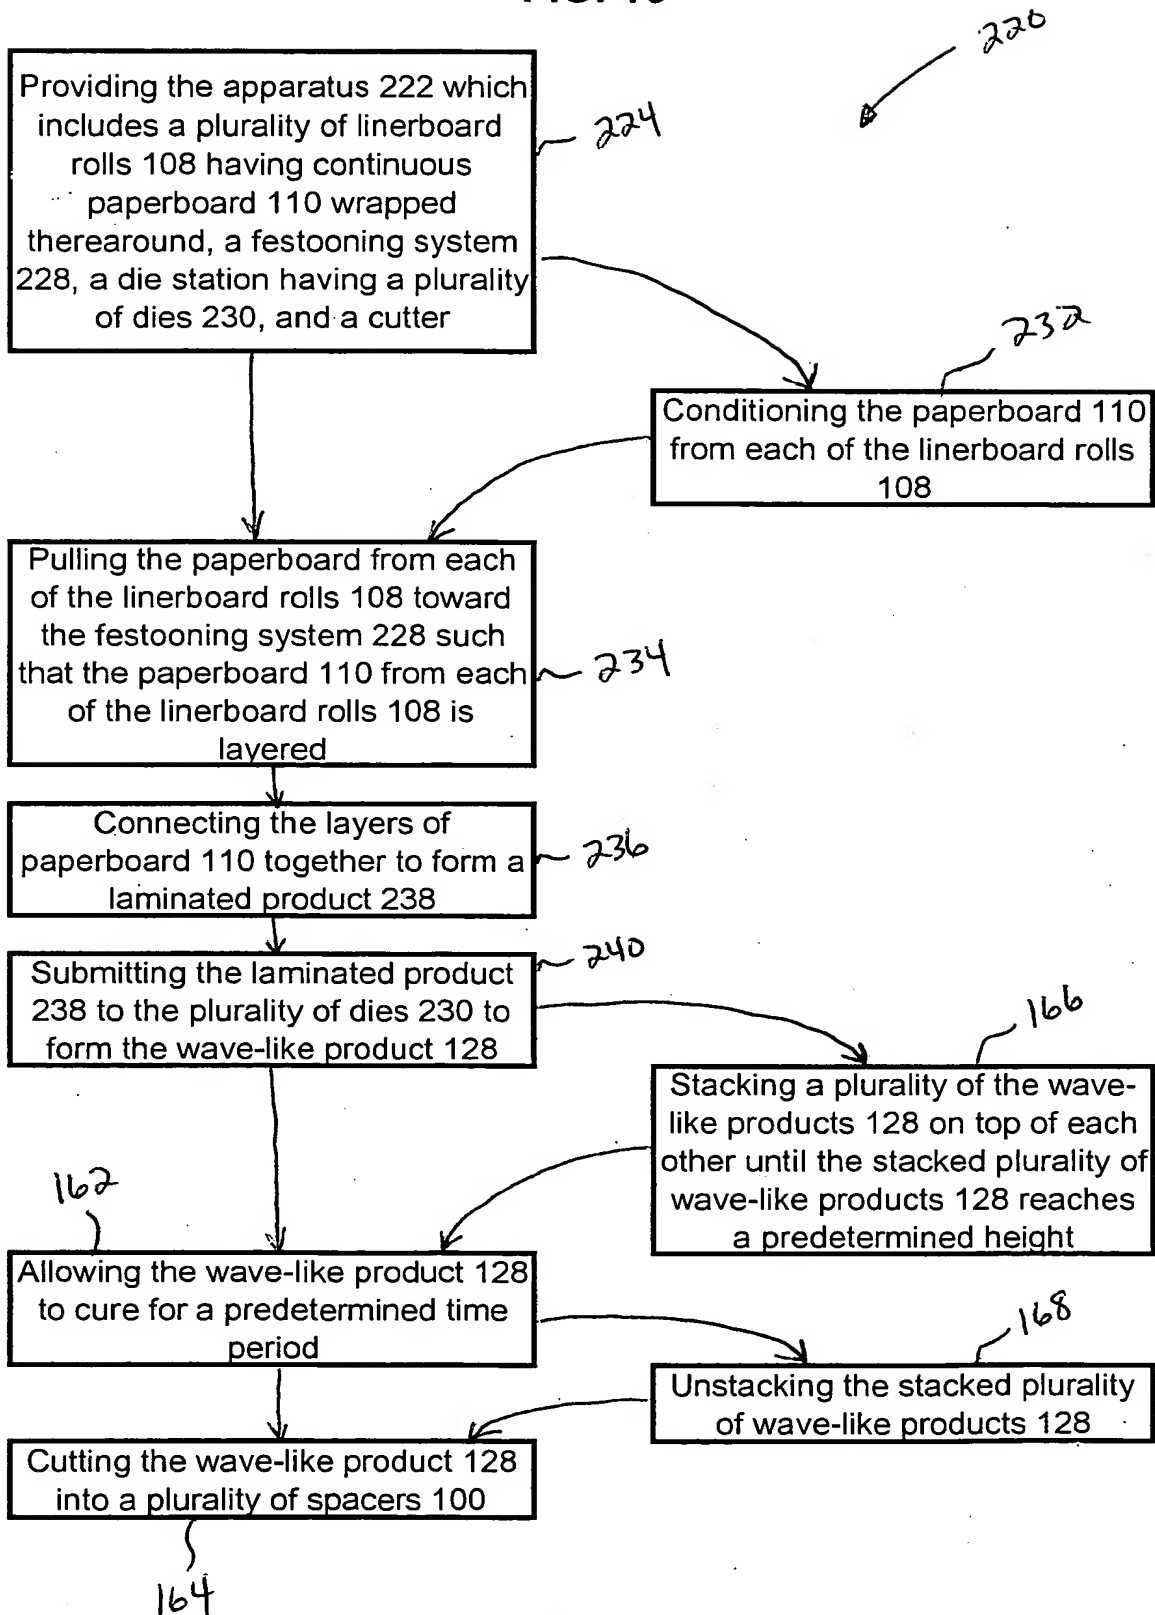 220
Providing the apparatus 222 which
includes a plurality of linerboard
rolls 108 having continuous
paperboard 110 wrapped
therearound, a festooning system
228, a die station having a plurality
of dies 230, and a cutter
224
232
Conditioning the paperboard 110
from each of the linerboard rolls
108
Pulling the paperboard from each
of the linerboard rolls 108 toward
the festooning system 228 such
that the paperboard 110 from each
of the linerboard rolls 108 is
layered
234
Connecting the layers of
paperboard 110 together to form a
laminated product 238
236
Submitting the laminated product
238 to the plurality of dies 230 to
form the wave-like product 128
240
166
Stacking a plurality of the wave-
like products 128 on top of each
other until the stacked plurality of
wave-like products 128 reaches
a predetermined height
162
Allowing the wave-like product 128
to cure for a predetermined time
period
168
Unstacking the stacked plurality
of wave-like products 128
Cutting the wave-like product 128
into a plurality of spacers 100
164